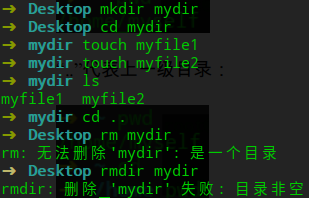 ➜ Desktop mkdir mydir
➜ Desktop cd mydir
➜ mydir touch myfile1
➜ mydir touch myfile2
➜ mydir ls
myfile1 myfile2
➜ mydir cd ..
➜ Desktop rm mydir
rm: 无法删除'mydir': 是一个目录
➜ Desktop rmdir mydir
rmdir: 删除 'mydir' 失败: 目录非空